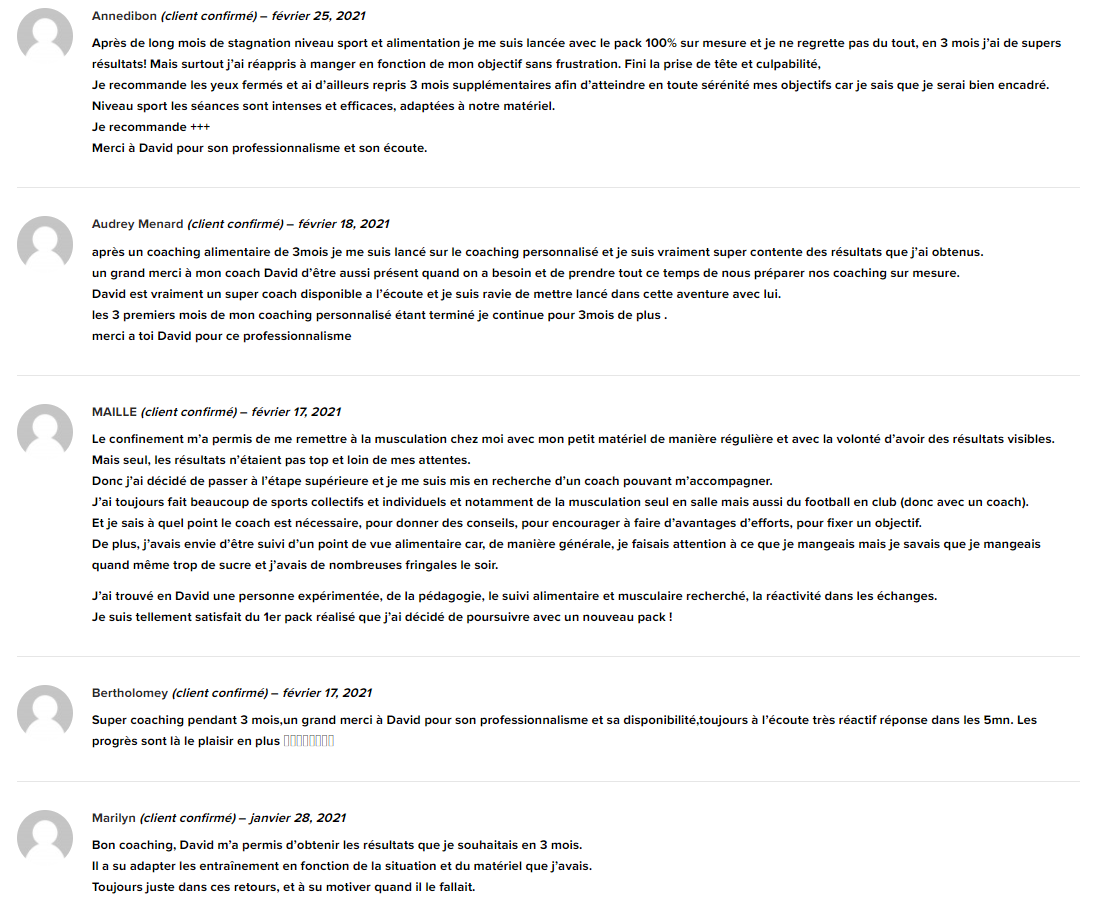 Annedibon (client confirmé) – février 25, 2021
Après de long mois de stagnation niveau sport et alimentation je me suis lancée avec le pack 100% sur mesure et je ne regrette pas du tout, en 3 mois j’ai de supers
résultats! Mais surtout j’ai réappris à manger en fonction de mon objectif sans frustration. Fini la prise de tête et culpabilité,
Je recommande les yeux fermés et ai d’ailleurs repris 3 mois supplémentaires afin d’atteindre en toute sérénité mes objectifs car je sais que je serai bien encadré.
Niveau sport les séances sont intenses et efficaces, adaptées à notre matériel.
Je recommande +++
Merci à David pour son professionnalisme et son écoute.
Audrey Menard (client confirmé) – février 18, 2021
après un coaching alimentaire de 3mois je me suis lancé sur le coaching personnalisé et je suis vraiment super contente des résultats que j’ai obtenus.
un grand merci à mon coach David d’être aussi présent quand on a besoin et de prendre tout ce temps de nous préparer nos coaching sur mesure.
David est vraiment un super coach disponible a l’écoute et je suis ravie de mettre lancé dans cette aventure avec lui.
les 3 premiers mois de mon coaching personnalisé étant terminé je continue pour 3mois de plus .
merci a toi David pour ce professionnalisme
MAILLE (client confirmé) – février 17, 2021
Le confinement m’a permis de me remettre à la musculation chez moi avec mon petit matériel de manière régulière et avec la volonté d’avoir des résultats visibles.
Mais seul, les résultats n’étaient pas top et loin de mes attentes.
Donc j’ai décidé de passer à l’étape supérieure et je me suis mis en recherche d’un coach pouvant m’accompagner.
J’ai toujours fait beaucoup de sports collectifs et individuels et notamment de la musculation seul en salle mais aussi du football en club (donc avec un coach).
Et je sais à quel point le coach est nécessaire, pour donner des conseils, pour encourager à faire d’avantages d’efforts, pour fixer un objectif.
De plus, j’avais envie d’être suivi d’un point de vue alimentaire car, de manière générale, je faisais attention à ce que je mangeais mais je savais que je mangeais
quand même trop de sucre et j’avais de nombreuses fringales le soir.
J’ai trouvé en David une personne expérimentée, de la pédagogie, le suivi alimentaire et musculaire recherché, la réactivité dans les échanges.
Je suis tellement satisfait du 1er pack réalisé que j’ai décidé de poursuivre avec un nouveau pack !
Bertholomey (client confirmé) – février 17, 2021
Super coaching pendant 3 mois,un grand merci à David pour son professionnalisme et sa disponibilité,toujours à l’écoute très réactif réponse dans les 5mn. Les
progrès sont là le plaisir en plus
Marilyn (client confirmé) – janvier 28, 2021
Bon coaching, David m’a permis d’obtenir les résultats que je souhaitais en 3 mois.
Il a su adapter les entraînement en fonction de la situation et du matériel que j’avais.
Toujours juste dans ces retours, et à su motiver quand il le fallait.